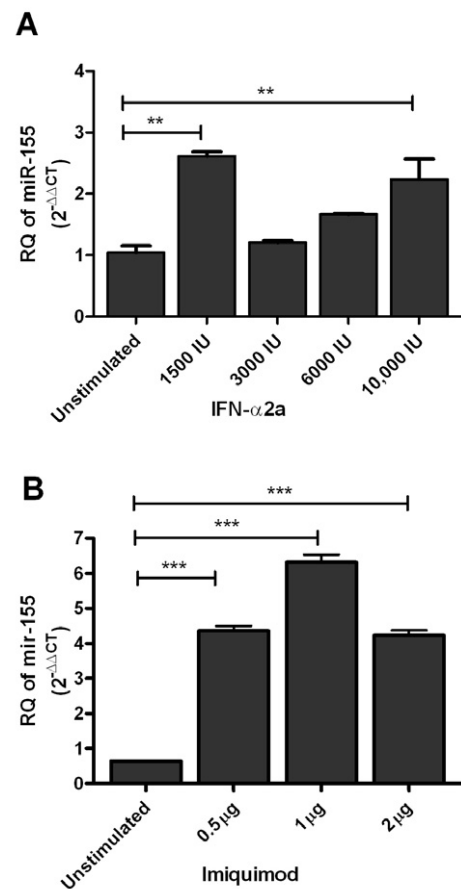 A
RQ of miR-155
(2^-ΔΔCT)
4
3
2
1
0
**
**
Unstimulated
1500 IU
3000 IU
6000 IU
10,000 IU
IFN-α2a
B
RQ of mir-155
(2^-ΔΔCT)
7
6
5
4
3
2
1
0
***
***
***
Unstimulated
0.5µg
1µg
2µg
Imiquimod